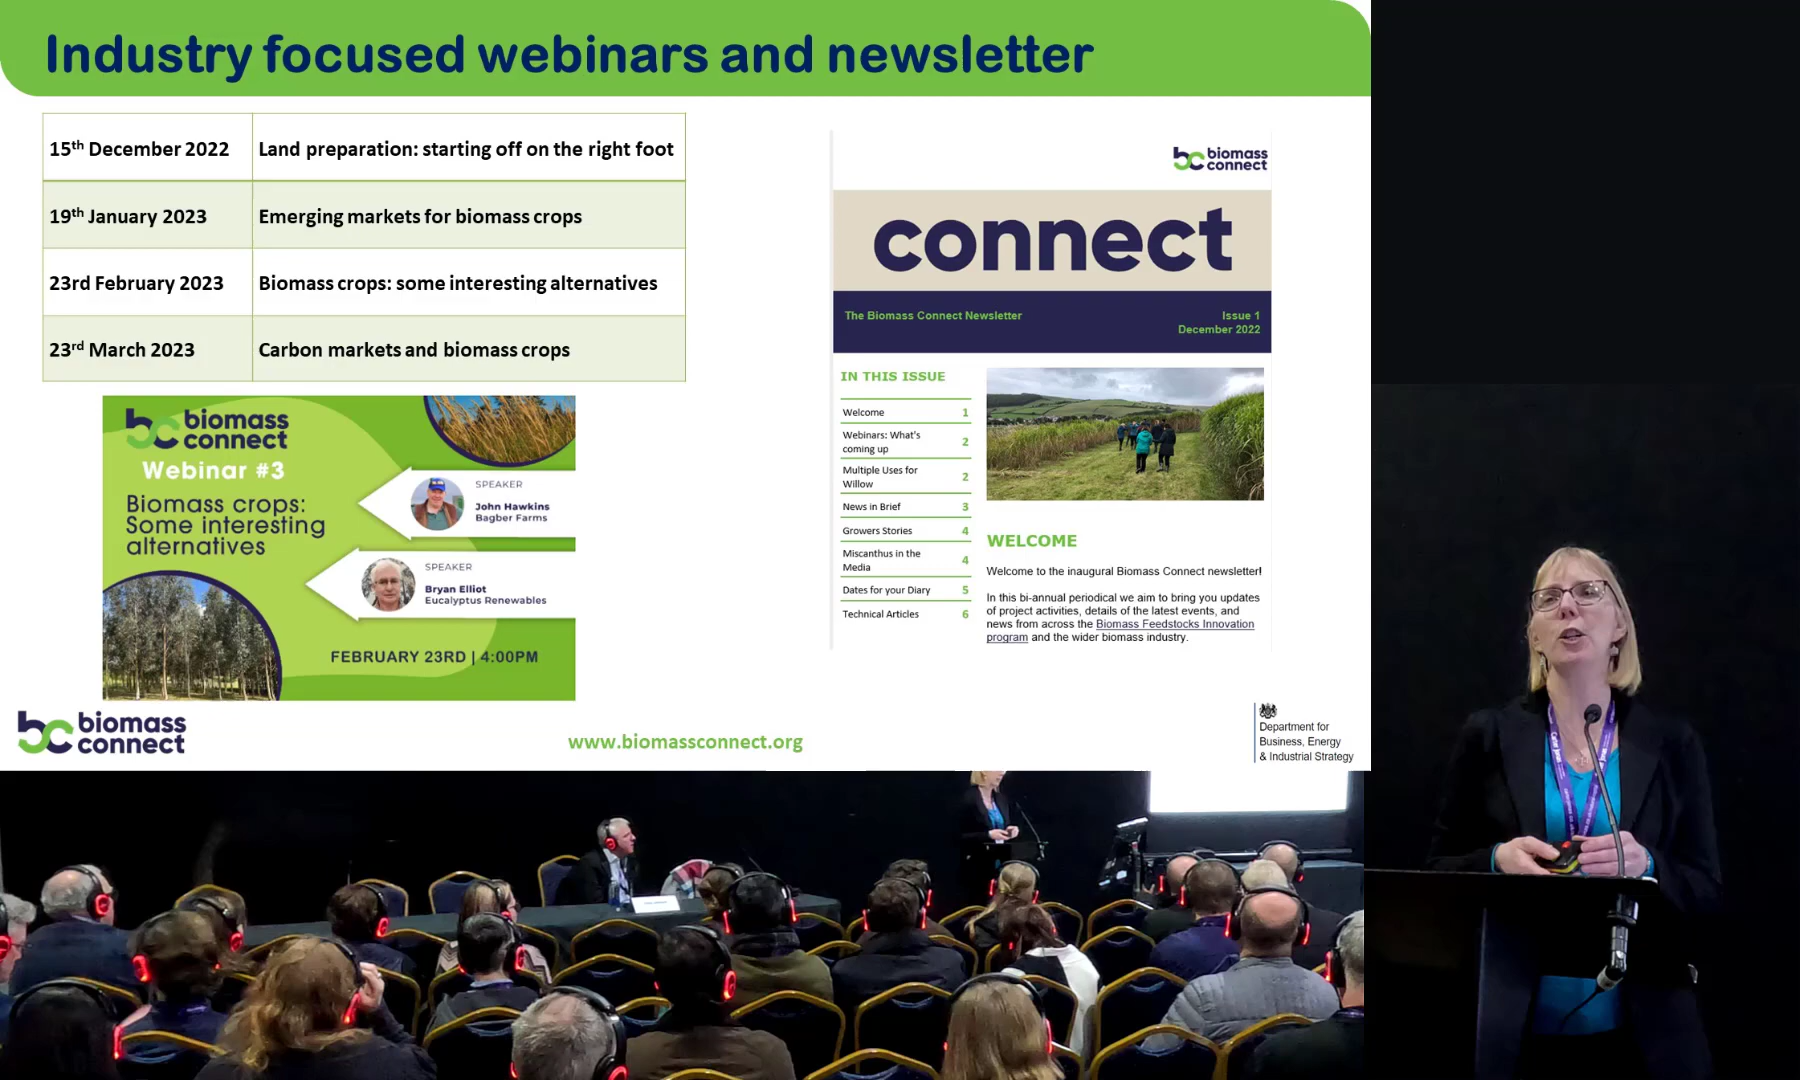 Industry focused webinars and newsletter
15th December 2022 Land preparation: starting off on the right foot
19th January 2023 Emerging markets for biomass crops
23rd February 2023 Biomass crops: some interesting alternatives
23rd March 2023 Carbon markets and biomass crops
bc biomass
connect
Webinar #3
Biomass crops:
Some interesting
alternatives
SPEAKER
John Hawkins
Bagber Farms
SPEAKER
Bryan Elliot
Eucalyptus Renewables
FEBRUARY 23RD | 4:00PM
bc biomass
connect
connect
The Biomass Connect Newsletter
Issue 1
December 2022
IN THIS ISSUE
Welcome 1
Webinars: What's
coming up 2
Multiple Uses for
Willow 2
News in Brief 3
Growers Stories 4
Miscanthus in the
Media 4
Dates for your Diary 5
Technical Articles 6
WELCOME
Welcome to the inaugural Biomass Connect newsletter!
In this bi-annual periodical we aim to bring you updates
of project activities, details of the latest events, and
news from across the Biomass Feedstocks Innovation
program and the wider biomass industry.
bc biomass
connect
www.biomassconnect.org
Department for
Business, Energy
& Industrial Strategy